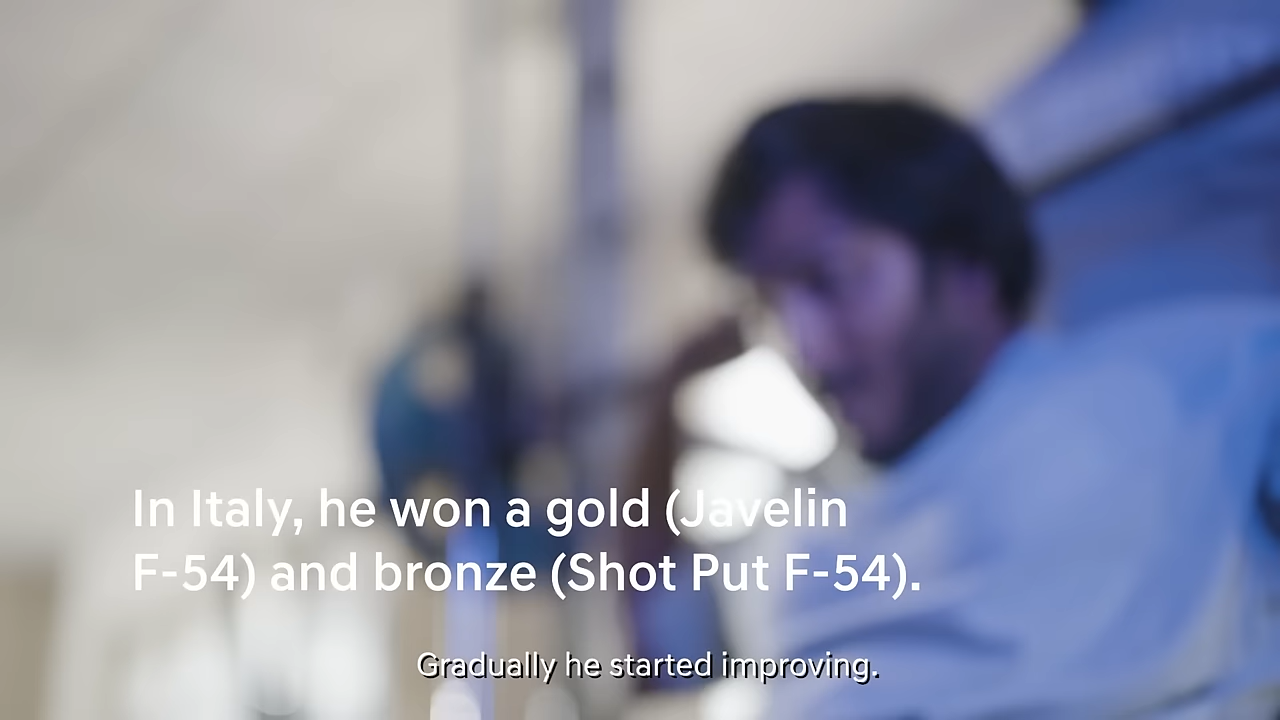 In Italy, he won a gold (Javelin
F-54) and bronze (Shot Put F-54).
Gradually he started improving.